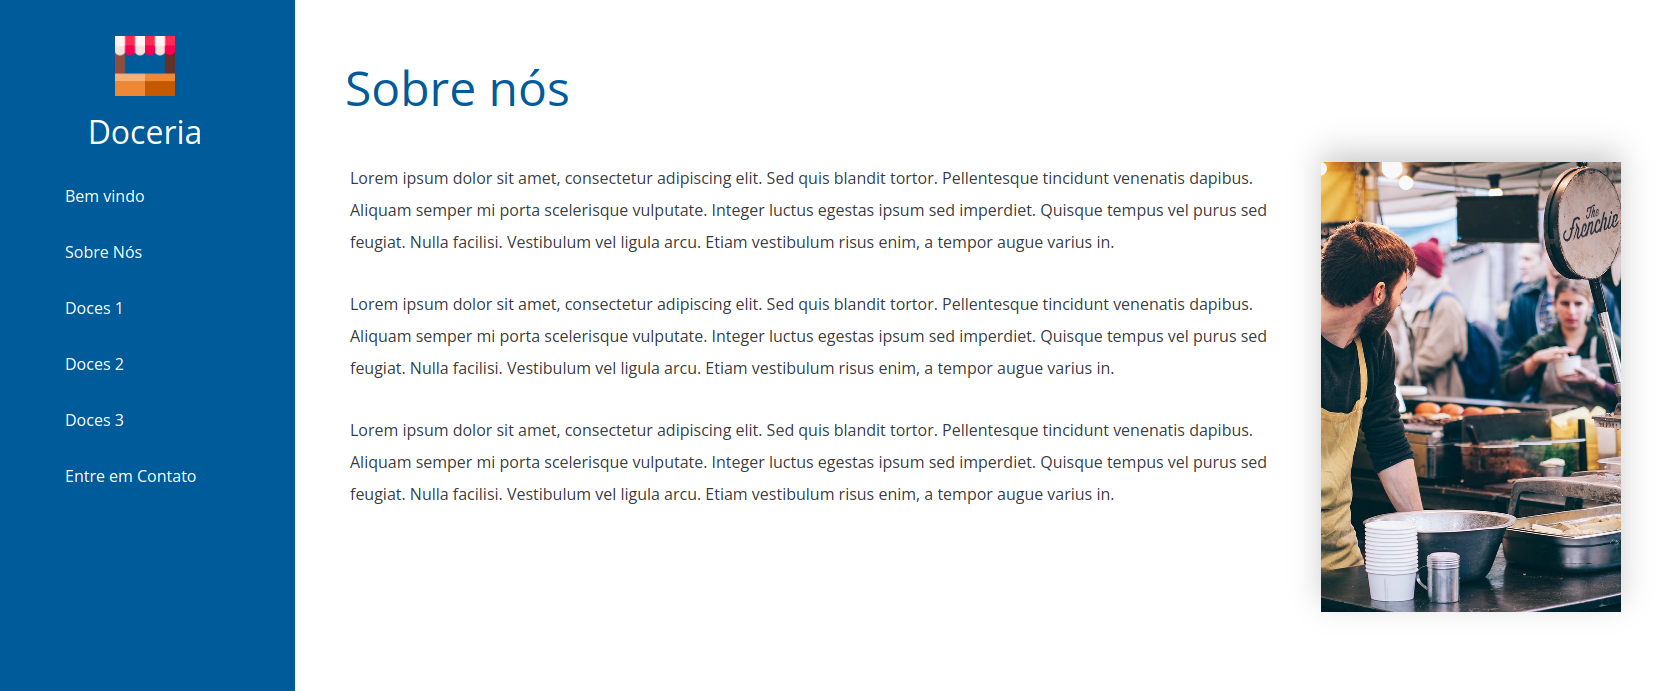 Doceria
Bem vindo
Sobre Nós
Doces 1
Doces 2
Doces 3
Entre em Contato
Sobre nós
Lorem ipsum dolor sit amet, consectetur adipiscing elit. Sed quis blandit tortor. Pellentesque tincidunt venenatis dapibus.
Aliquam semper mi porta scelerisque vulputate. Integer luctus egestas ipsum sed imperdiet. Quisque tempus vel purus sed
feugiat. Nulla facilisi. Vestibulum vel ligula arcu. Etiam vestibulum risus enim, a tempor augue varius in.
Lorem ipsum dolor sit amet, consectetur adipiscing elit. Sed quis blandit tortor. Pellentesque tincidunt venenatis dapibus.
Aliquam semper mi porta scelerisque vulputate. Integer luctus egestas ipsum sed imperdiet. Quisque tempus vel purus sed
feugiat. Nulla facilisi. Vestibulum vel ligula arcu. Etiam vestibulum risus enim, a tempor augue varius in.
Lorem ipsum dolor sit amet, consectetur adipiscing elit. Sed quis blandit tortor. Pellentesque tincidunt venenatis dapibus.
Aliquam semper mi porta scelerisque vulputate. Integer luctus egestas ipsum sed imperdiet. Quisque tempus vel purus sed
feugiat. Nulla facilisi. Vestibulum vel ligula arcu. Etiam vestibulum risus enim, a tempor augue varius in.
The
Frenchie